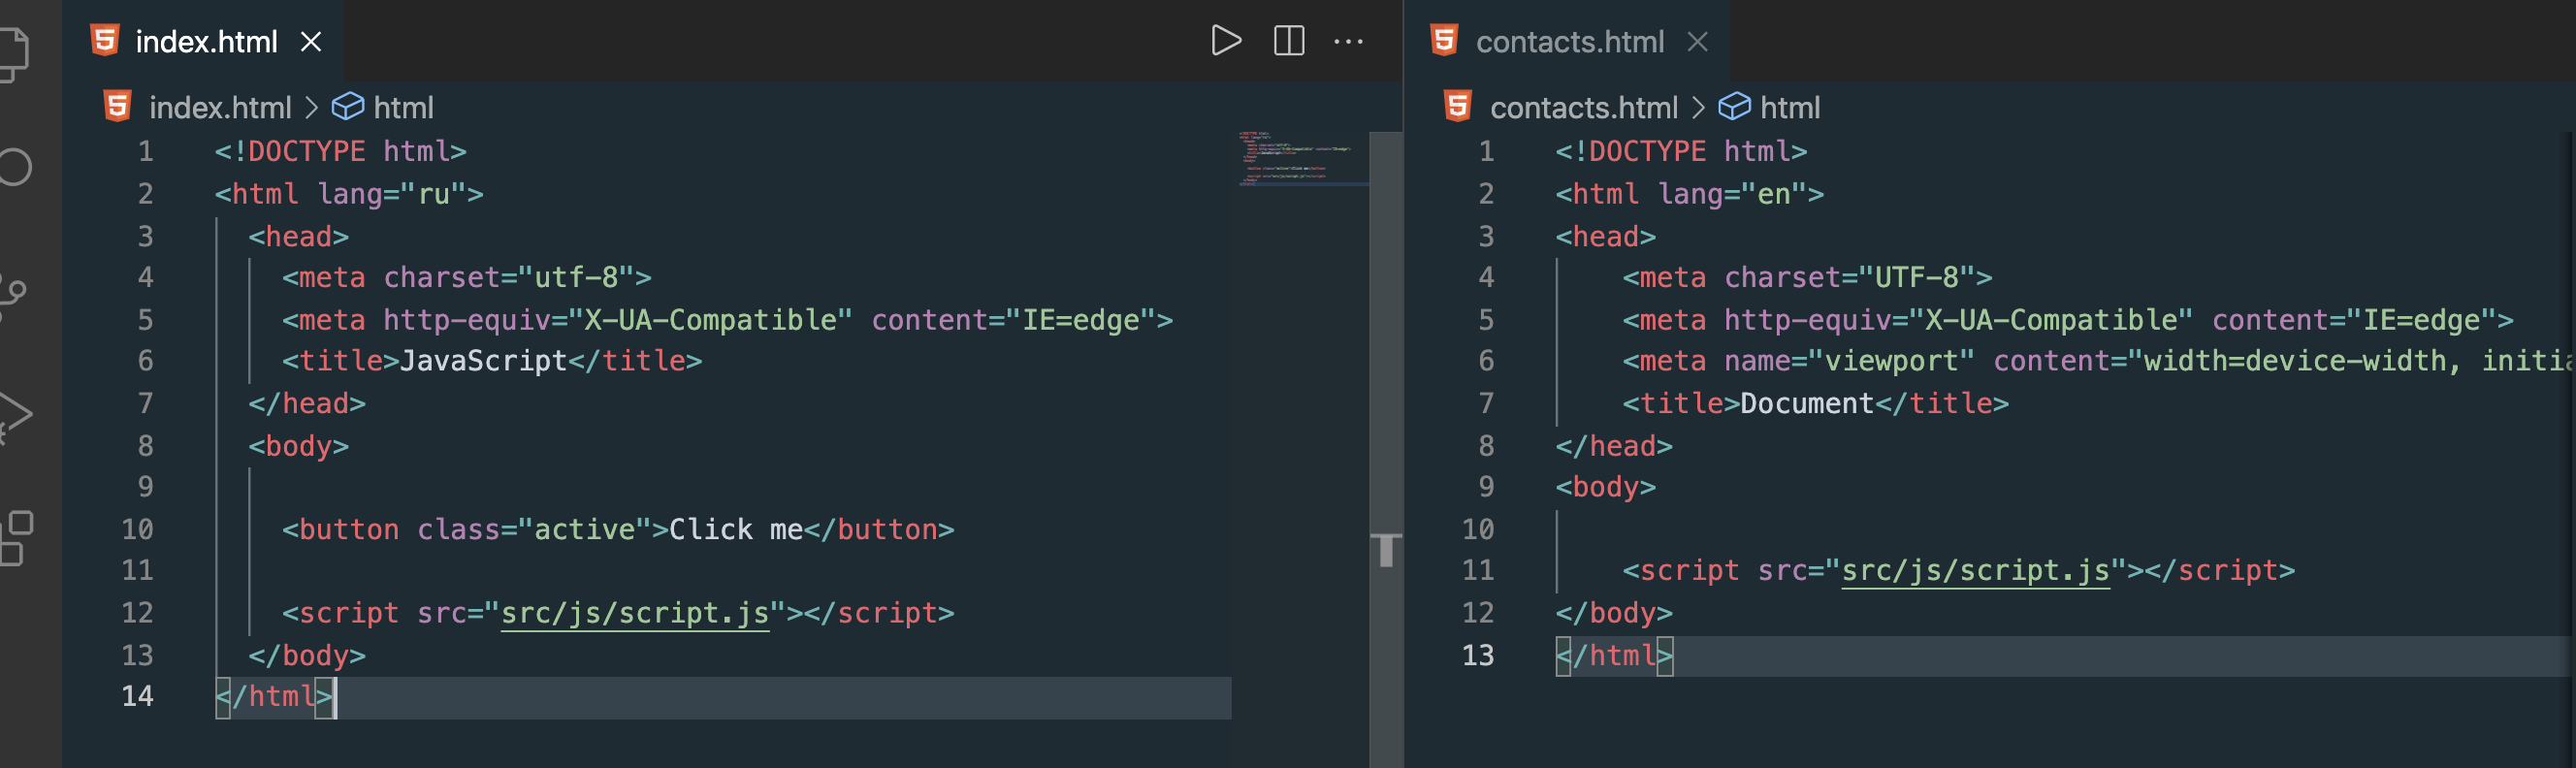 index.html
index.html > html
1 <!DOCTYPE html>
2 <html lang="ru">
3 <head>
4 <meta charset="utf-8">
5 <meta http-equiv="X-UA-Compatible" content="IE=edge">
6 <title>JavaScript</title>
7 </head>
8 <body>
9
10 <button class="active">Click me</button>
11
12 <script src="src/js/script.js"></script>
13 </body>
14 </html>
contacts.html
contacts.html > html
1 <!DOCTYPE html>
2 <html lang="en">
3 <head>
4 <meta charset="UTF-8">
5 <meta http-equiv="X-UA-Compatible" content="IE=edge">
6 <meta name="viewport" content="width=device-width,
7 <title>Document</title>
8 </head>
9 <body>
10
11 <script src="src/js/script.js"></script>
12 </body>
13 </html>